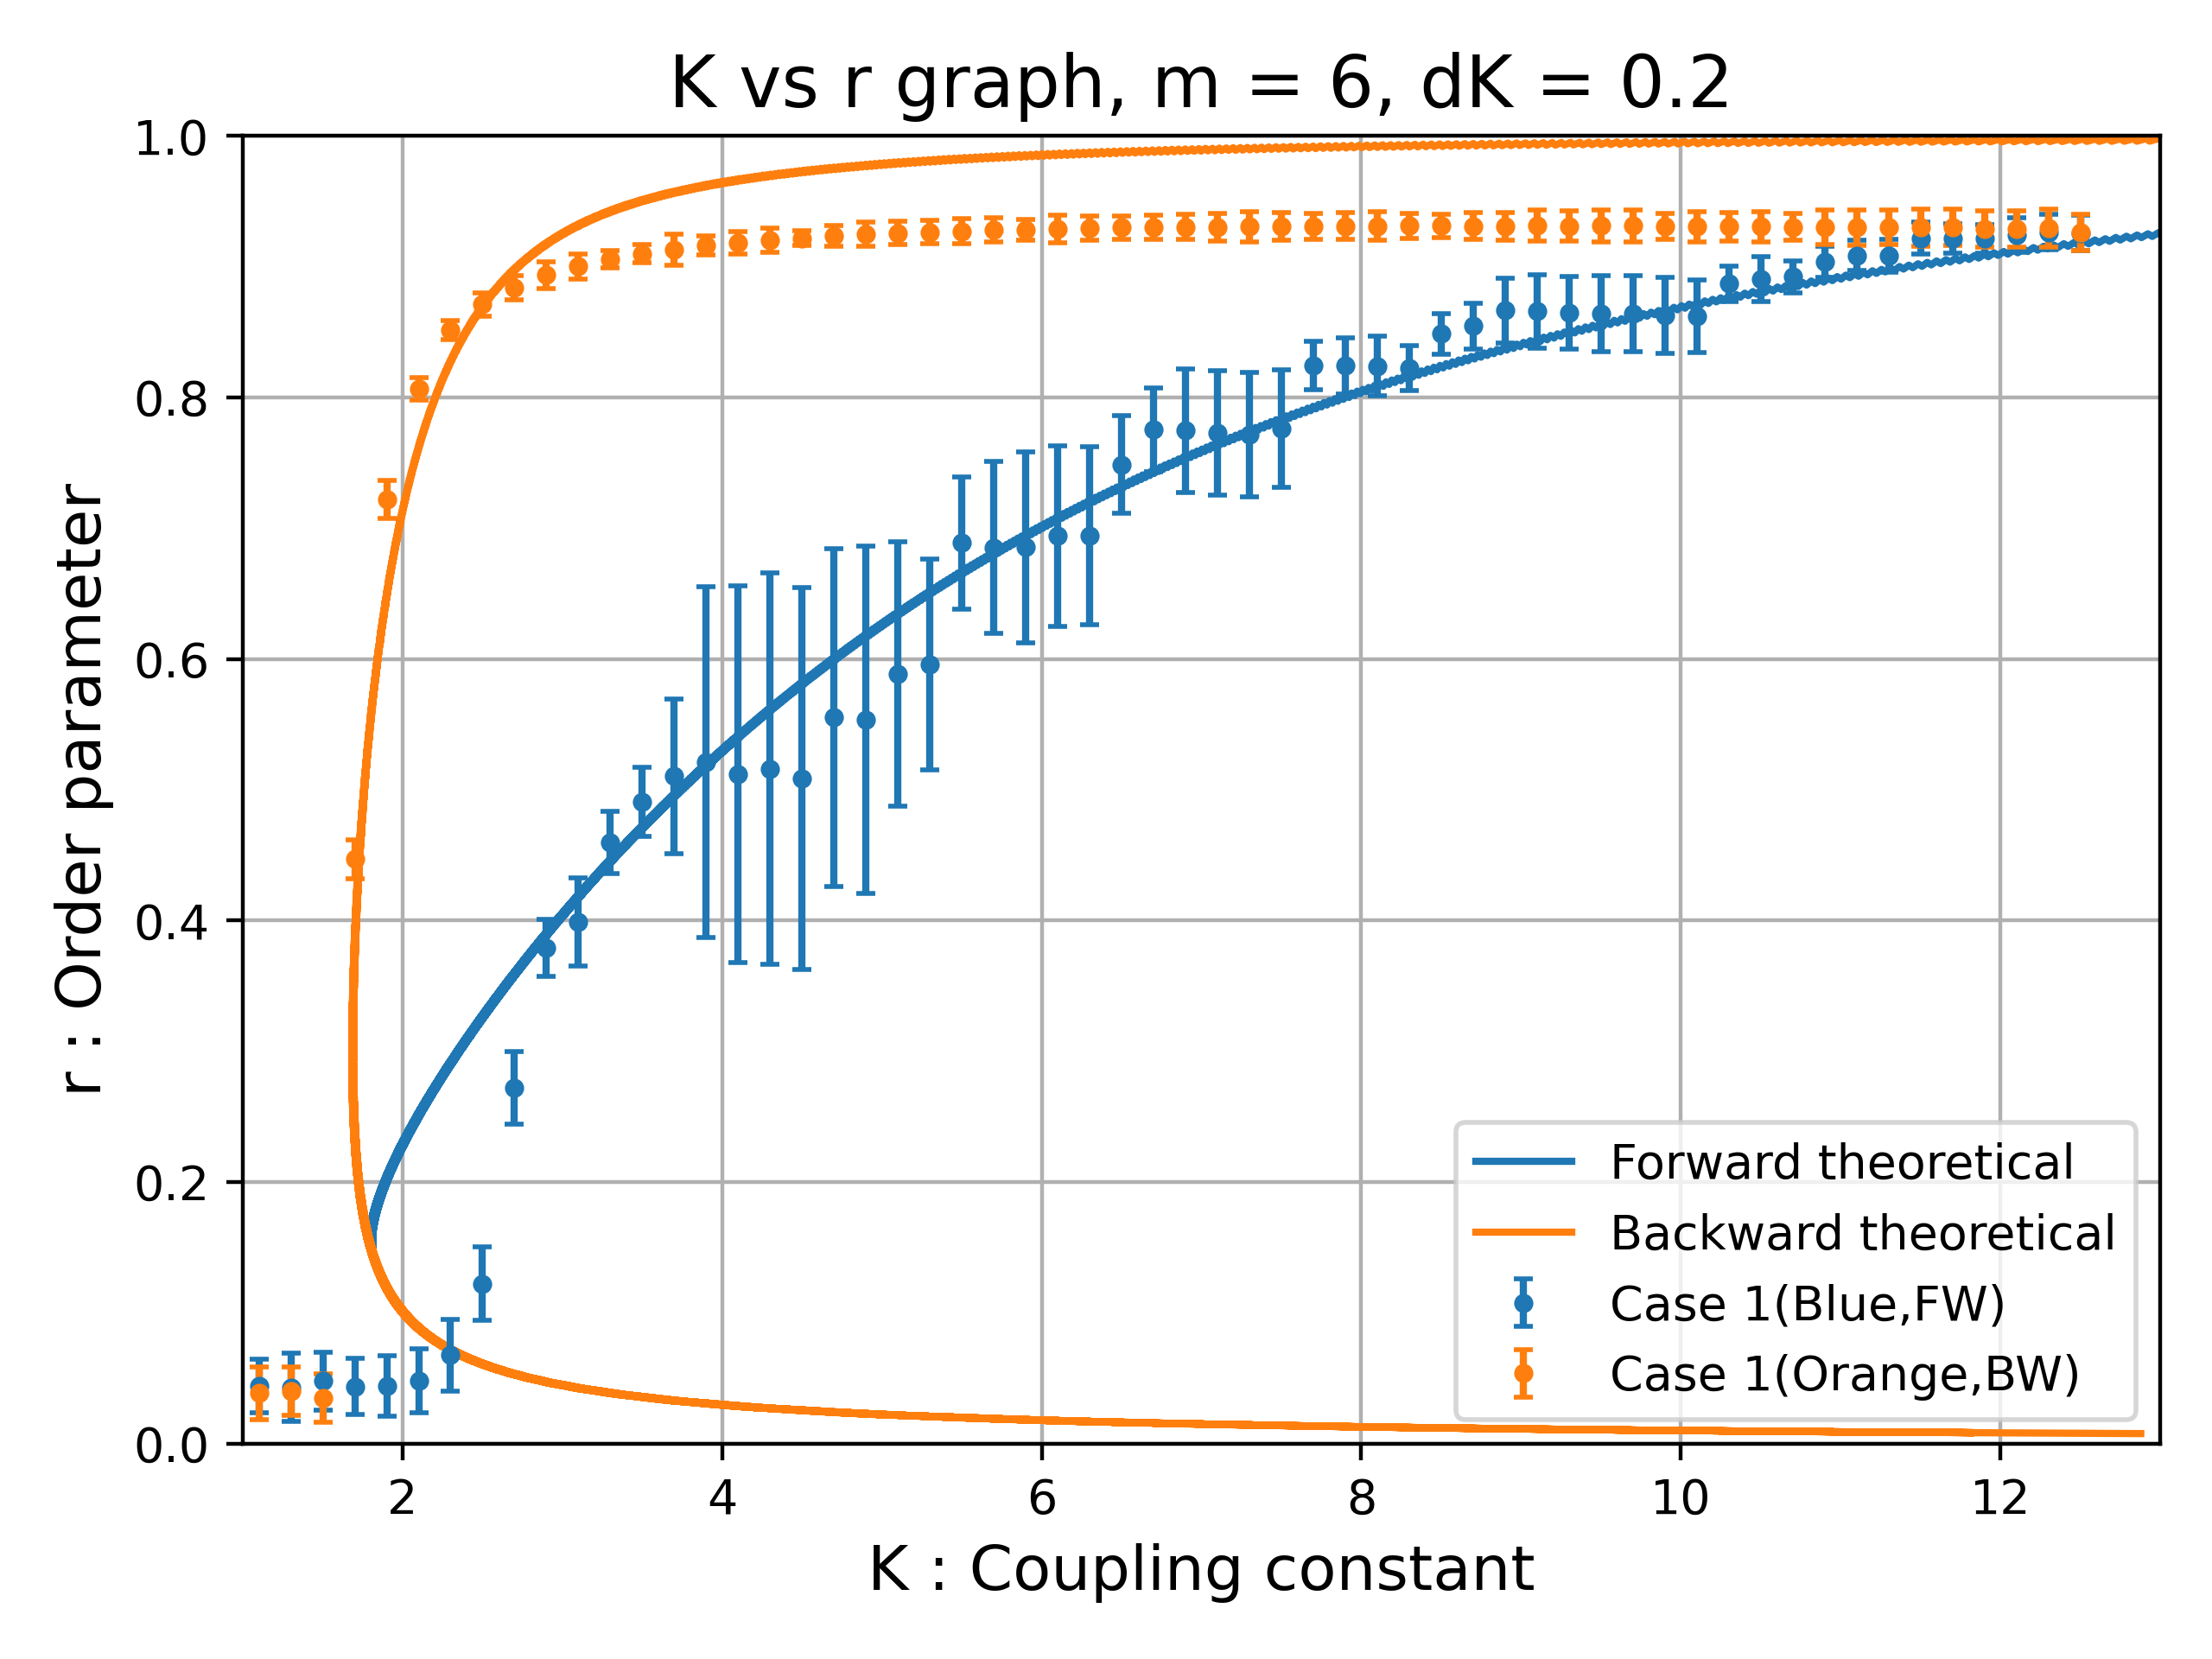 K vs r graph, m = 6, dK = 0.2
r : Order parameter
1.0
0.8
0.6
0.4
0.2
0.0
Forward theoretical
Backward theoretical
Case 1(Blue,FW)
Case 1(Orange,BW)
2 4 6 8 10 12
K : Coupling constant